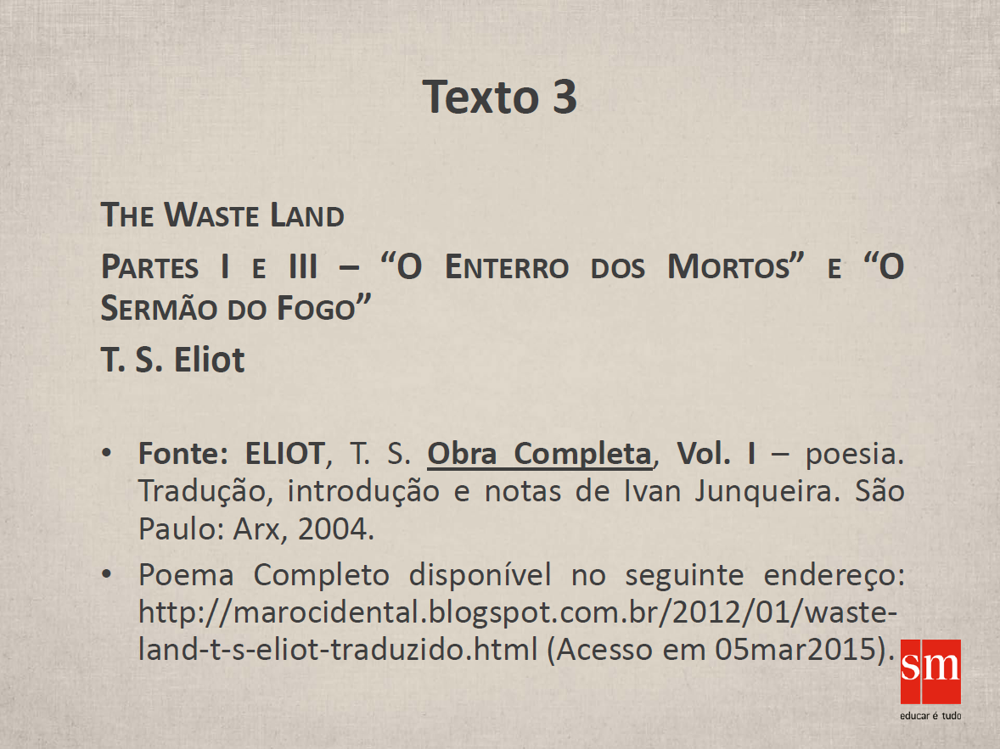 Texto 3
THE WASTE LAND
PARTES I E III – “O ENTERRO DOS MORTOS” E “O
SERMÃO DO FOGO”
T. S. Eliot
• Fonte: ELIOT, T. S. Obra Completa, Vol. I – poesia.
Tradução, introdução e notas de Ivan Junqueira. São
Paulo: Arx, 2004.
• Poema Completo disponível no seguinte endereço:
http://marocidental.blogspot.com.br/2012/01/waste-
land-t-s-eliot-traduzido.html (Acesso em 05mar2015).
sm
educar é tudo